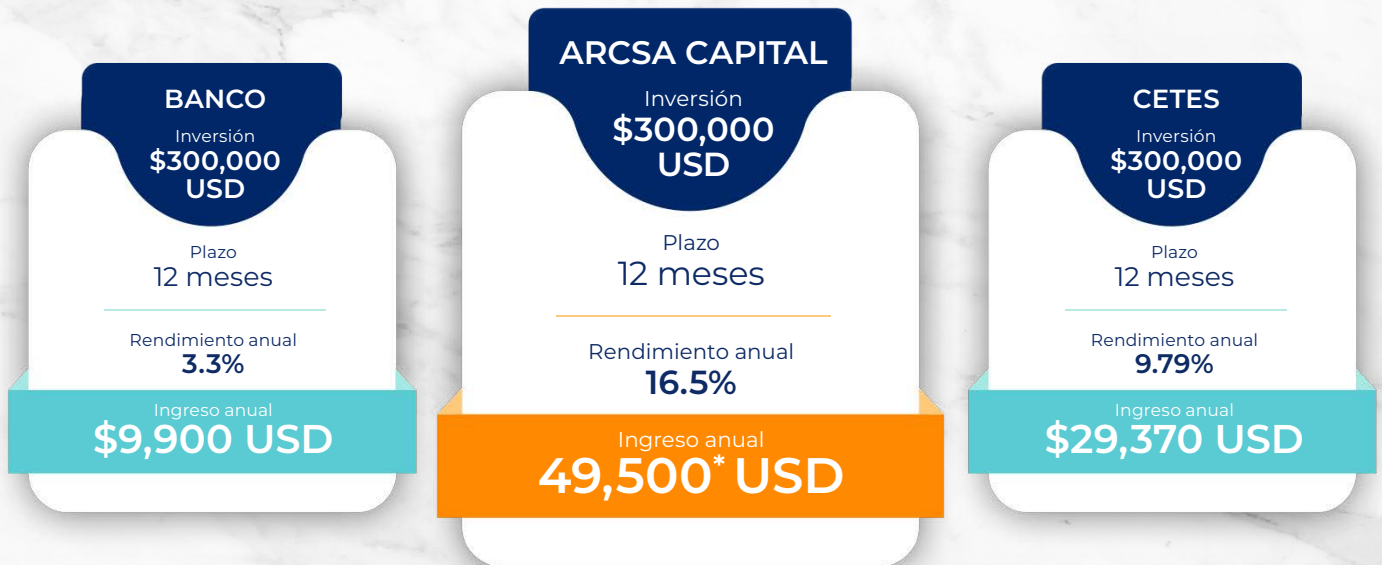 BANCO
Inversión
$300,000
USD
Plazo
12 meses
Rendimiento anual
3.3%
Ingreso anual
$9,900 USD
ARCSA CAPITAL
Inversión
$300,000
USD
Plazo
12 meses
Rendimiento anual
16.5%
Ingreso anual
49,500* USD
CETES
Inversión
$300,000
USD
Plazo
12 meses
Rendimiento anual
9.79%
Ingreso anual
$29,370 USD